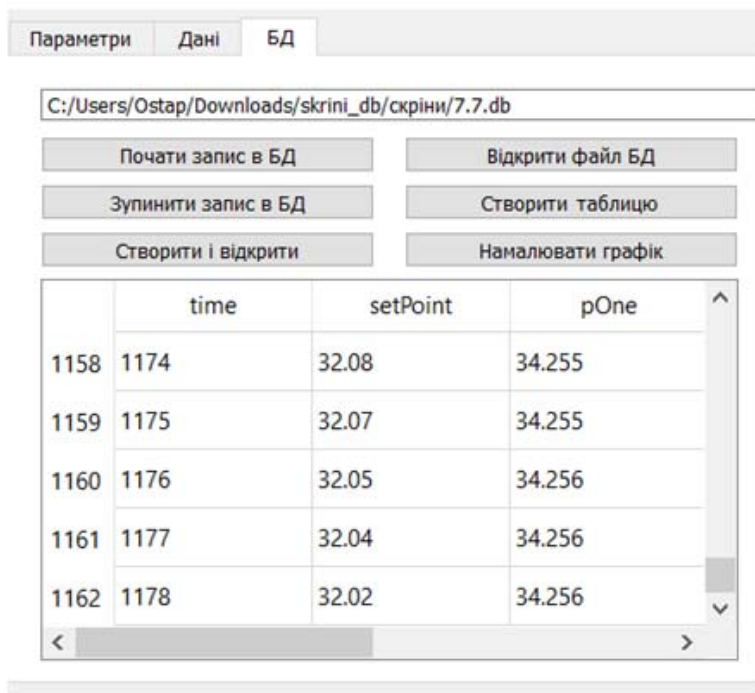 Параметри Дані БД
C:/Users/Ostap/Downloads/skrini_db/скріни/7.7.db
Почати запис в БД Відкрити файл БД
Зупинити запис в БД Створити таблицю
Створити і відкрити Намалювати графік
time setPoint pOne
1158 1174 32.08 34.255
1159 1175 32.07 34.255
1160 1176 32.05 34.256
1161 1177 32.04 34.256
1162 1178 32.02 34.256